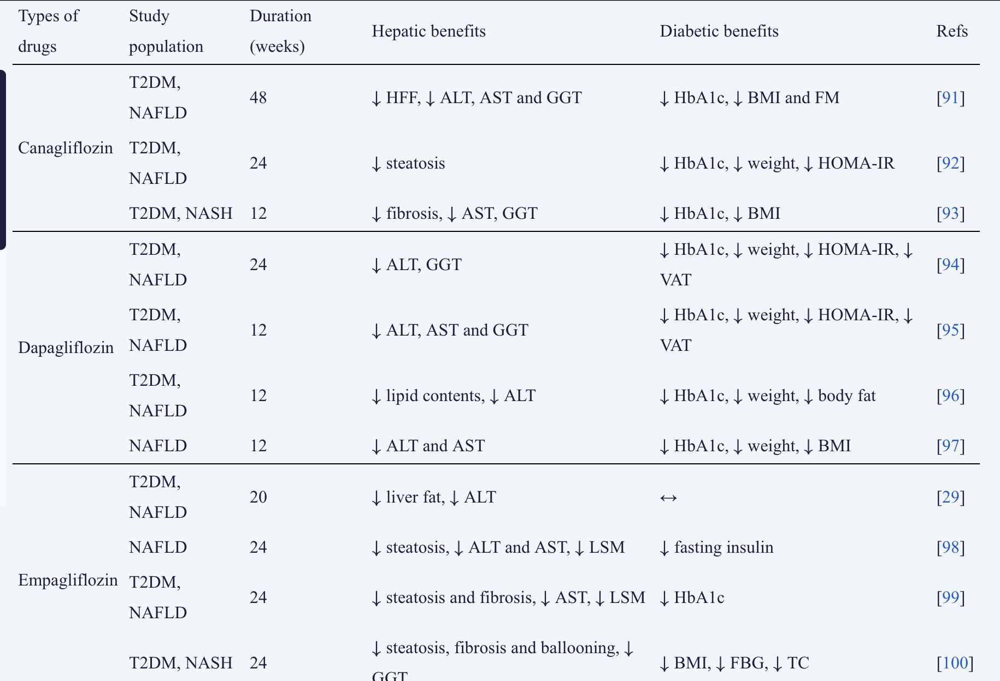 Types of drugs Study population Duration (weeks) Hepatic benefits Diabetic benefits Refs
Canagliflozin
T2DM, NAFLD 48 ↓ HFF, ↓ ALT, AST and GGT ↓ HbA1c, ↓ BMI and FM [91]
T2DM, NAFLD 24 ↓ steatosis ↓ HbA1c, ↓ weight, ↓ HOMA-IR [92]
T2DM, NASH 12 ↓ fibrosis, ↓ AST, GGT ↓ HbA1c, ↓ BMI [93]
Dapagliflozin
T2DM, NAFLD 24 ↓ ALT, GGT ↓ HbA1c, ↓ weight, ↓ HOMA-IR, ↓ VAT [94]
T2DM, NAFLD 12 ↓ ALT, AST and GGT ↓ HbA1c, ↓ weight, ↓ HOMA-IR, ↓ VAT [95]
T2DM, NAFLD 12 ↓ lipid contents, ↓ ALT ↓ HbA1c, ↓ weight, ↓ body fat [96]
NAFLD 12 ↓ ALT and AST ↓ HbA1c, ↓ weight, ↓ BMI [97]
Empagliflozin
T2DM, NAFLD 20 ↓ liver fat, ↓ ALT ↔ [29]
NAFLD 24 ↓ steatosis, ↓ ALT and AST, ↓ LSM ↓ fasting insulin [98]
T2DM, NAFLD 24 ↓ steatosis and fibrosis, ↓ AST, ↓ LSM ↓ HbA1c [99]
T2DM, NASH 24 ↓ steatosis, fibrosis and ballooning, ↓ GGT ↓ BMI, ↓ FBG, ↓ TC [100]